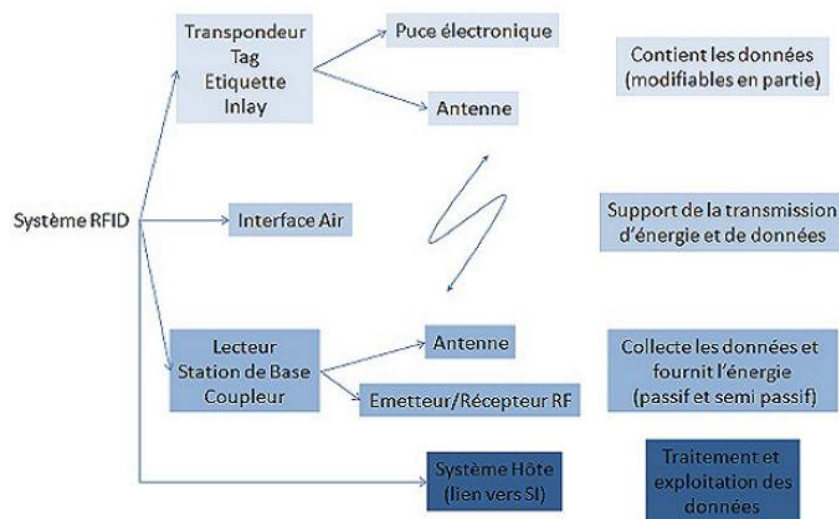 Transpondeur
Tag
Etiquette
Inlay
Puce électronique
Antenne
Contient les données
(modifiables en partie)
Système RFID
Interface Air
Support de la transmission
d'énergie et de données
Lecteur
Station de Base
Coupleur
Antenne
Emetteur/Récepteur RF
Collecte les données et
fournit l'énergie
(passif et semi passif)
Système Hôte
(lien vers SI)
Traitement et
exploitation des
données